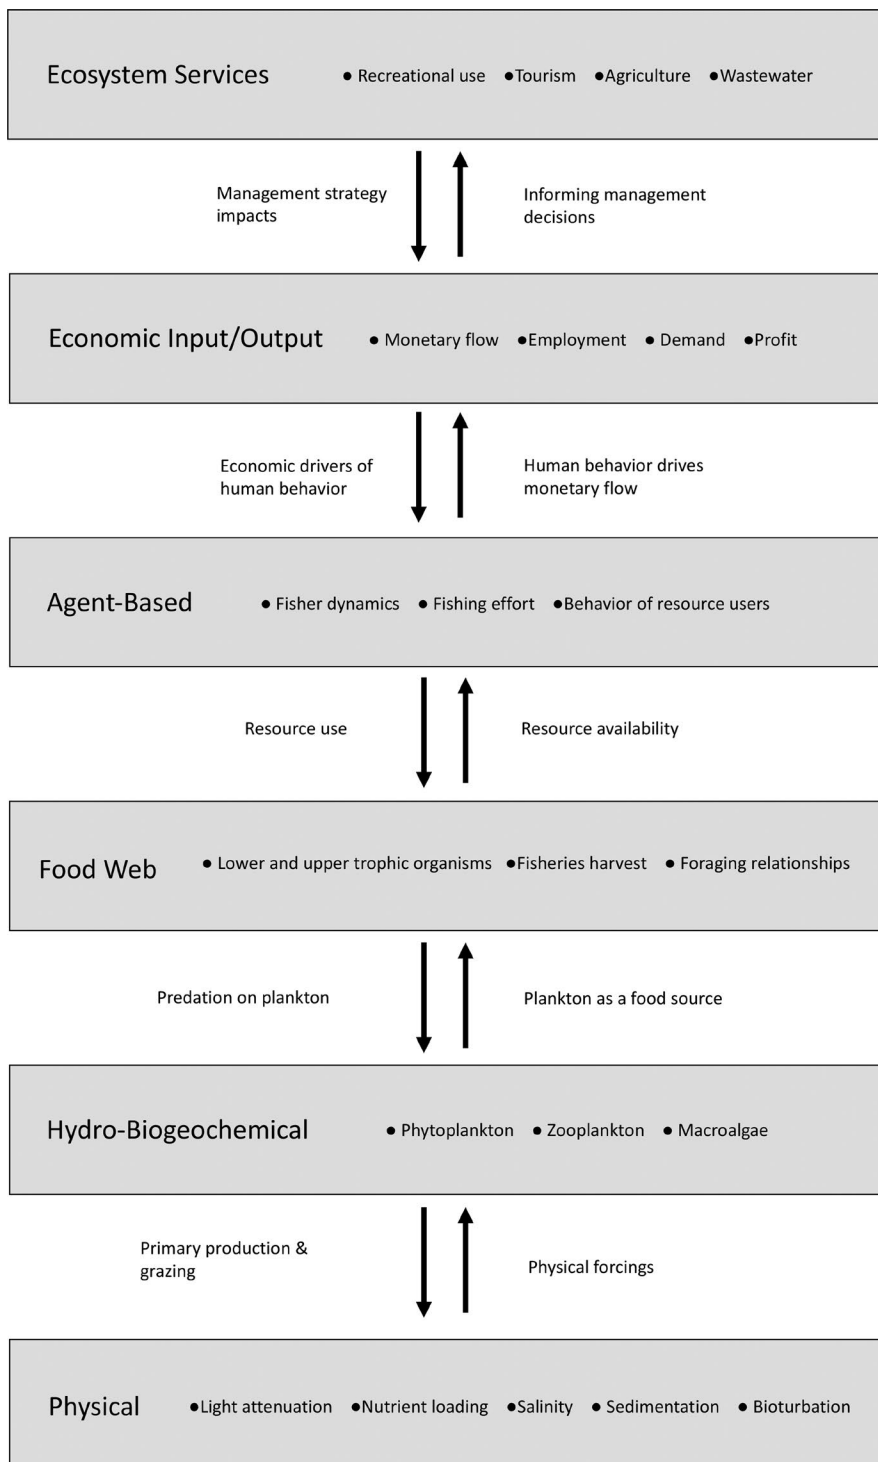 Ecosystem Services ● Recreational use ●Tourism ●Agriculture ●Wastewater
Management strategy
impacts
Informing management
decisions
Economic Input/Output ● Monetary flow ●Employment ● Demand ●Profit
Economic drivers of
human behavior
Human behavior drives
monetary flow
Agent-Based ● Fisher dynamics ● Fishing effort ●Behavior of resource users
Resource use
Resource availability
Food Web ● Lower and upper trophic organisms ●Fisheries harvest ● Foraging relationships
Predation on plankton
Plankton as a food source
Hydro-Biogeochemical ● Phytoplankton ● Zooplankton ● Macroalgae
Primary production &
grazing
Physical forcings
Physical ●Light attenuation ●Nutrient loading ●Salinity ● Sedimentation ● Bioturbation